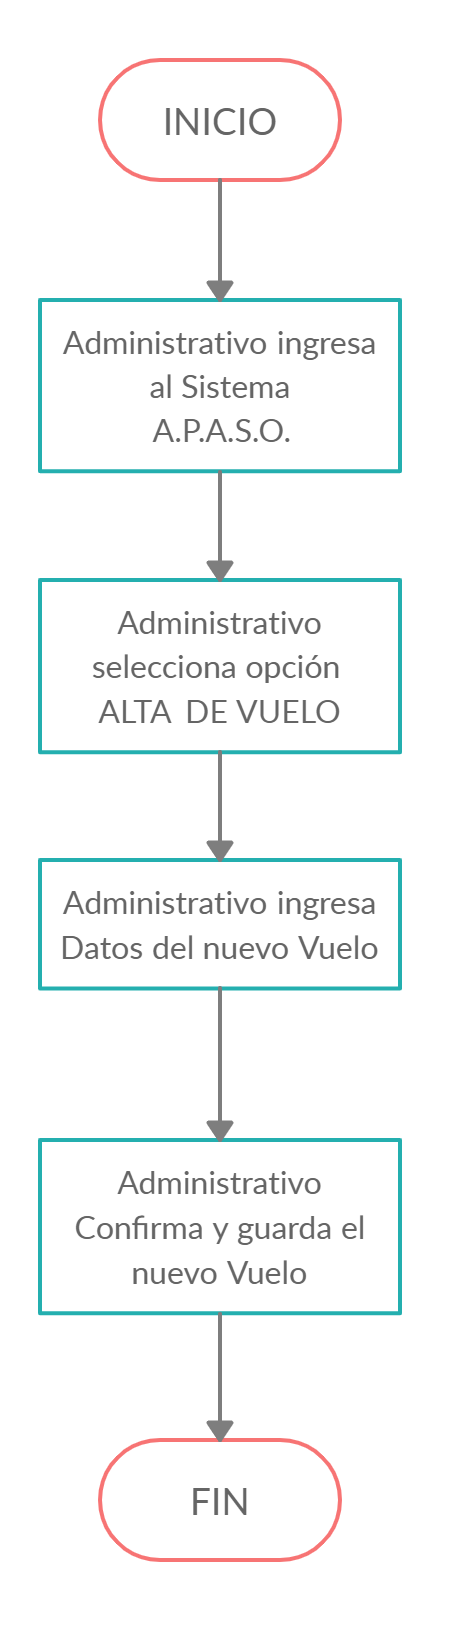 INICIO
Administrativo ingresa
al Sistema
A.P.A.S.O.
Administrativo
selecciona opción
ALTA DE VUELO
Administrativo ingresa
Datos del nuevo Vuelo
Administrativo
Confirma y guarda el
nuevo Vuelo
FIN